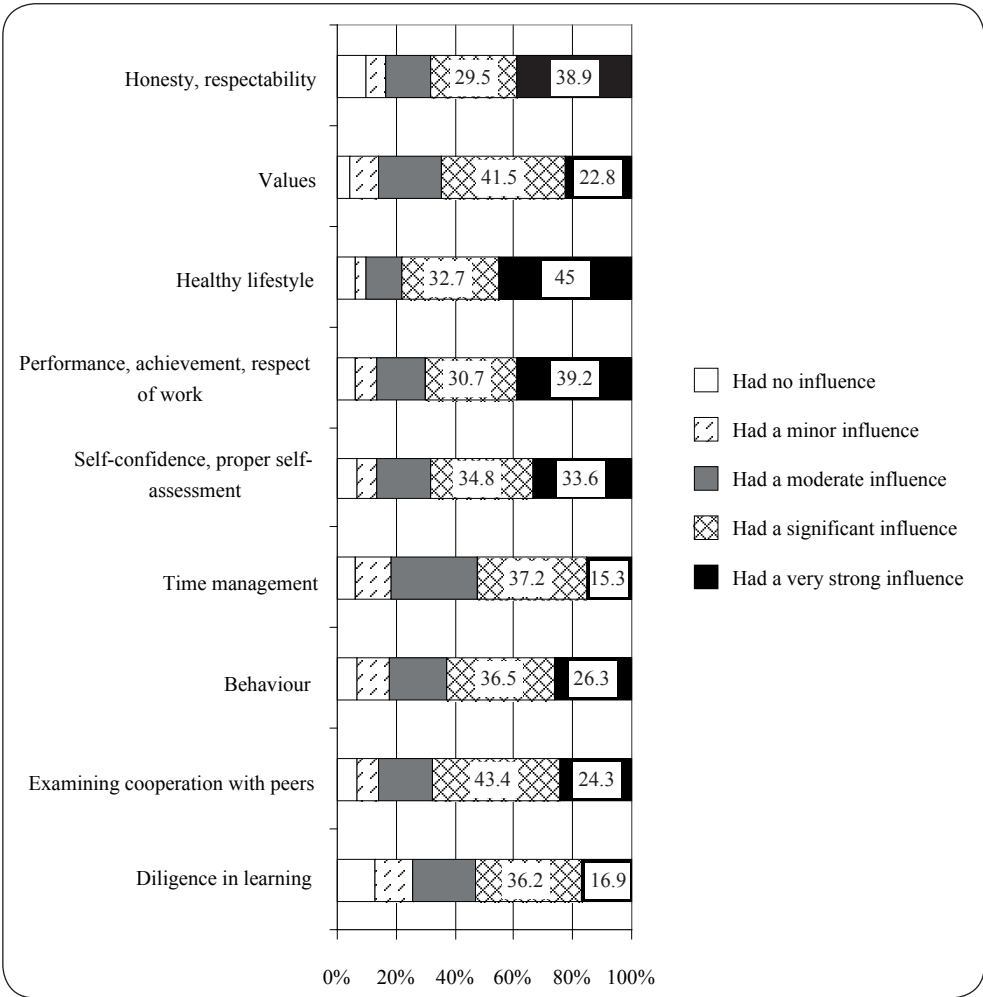 Honesty, respectability
29.5
38.9
Values
41.5
22.8
Healthy lifestyle
32.7
45
Performance, achievement, respect
of work
30.7
39.2
Self-confidence, proper self-
assessment
34.8
33.6
Time management
37.2
15.3
Behaviour
36.5
26.3
Examining cooperation with peers
43.4
24.3
Diligence in learning
36.2
16.9
0%
20%
40%
60%
80%
100%
Had no influence
Had a minor influence
Had a moderate influence
Had a significant influence
Had a very strong influence